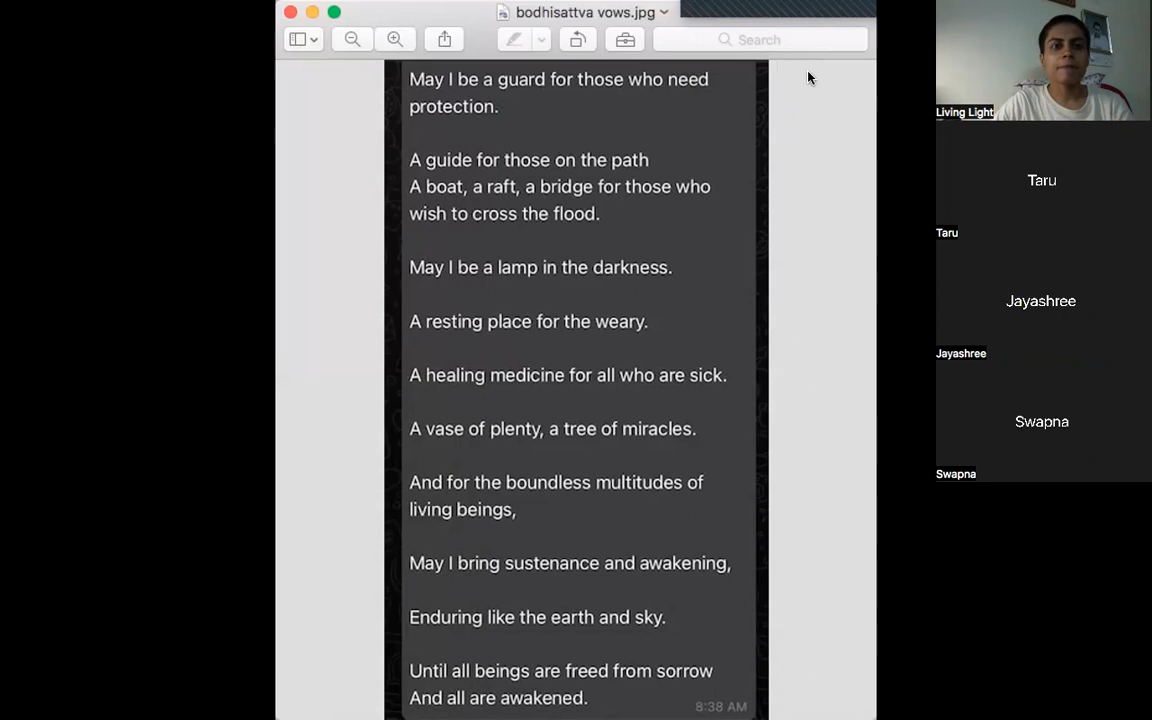 bodhisattva vows.jpg
Search
May I be a guard for those who need
protection.
A guide for those on the path
A boat, a raft, a bridge for those who
wish to cross the flood.
May I be a lamp in the darkness.
A resting place for the weary.
A healing medicine for all who are sick.
A vase of plenty, a tree of miracles.
And for the boundless multitudes of
living beings,
May I bring sustenance and awakening,
Enduring like the earth and sky.
Until all beings are freed from sorrow
And all are awakened.
8:38 AM
Living Light
Taru
Taru
Jayashree
Jayashree
Swapna
Swapna